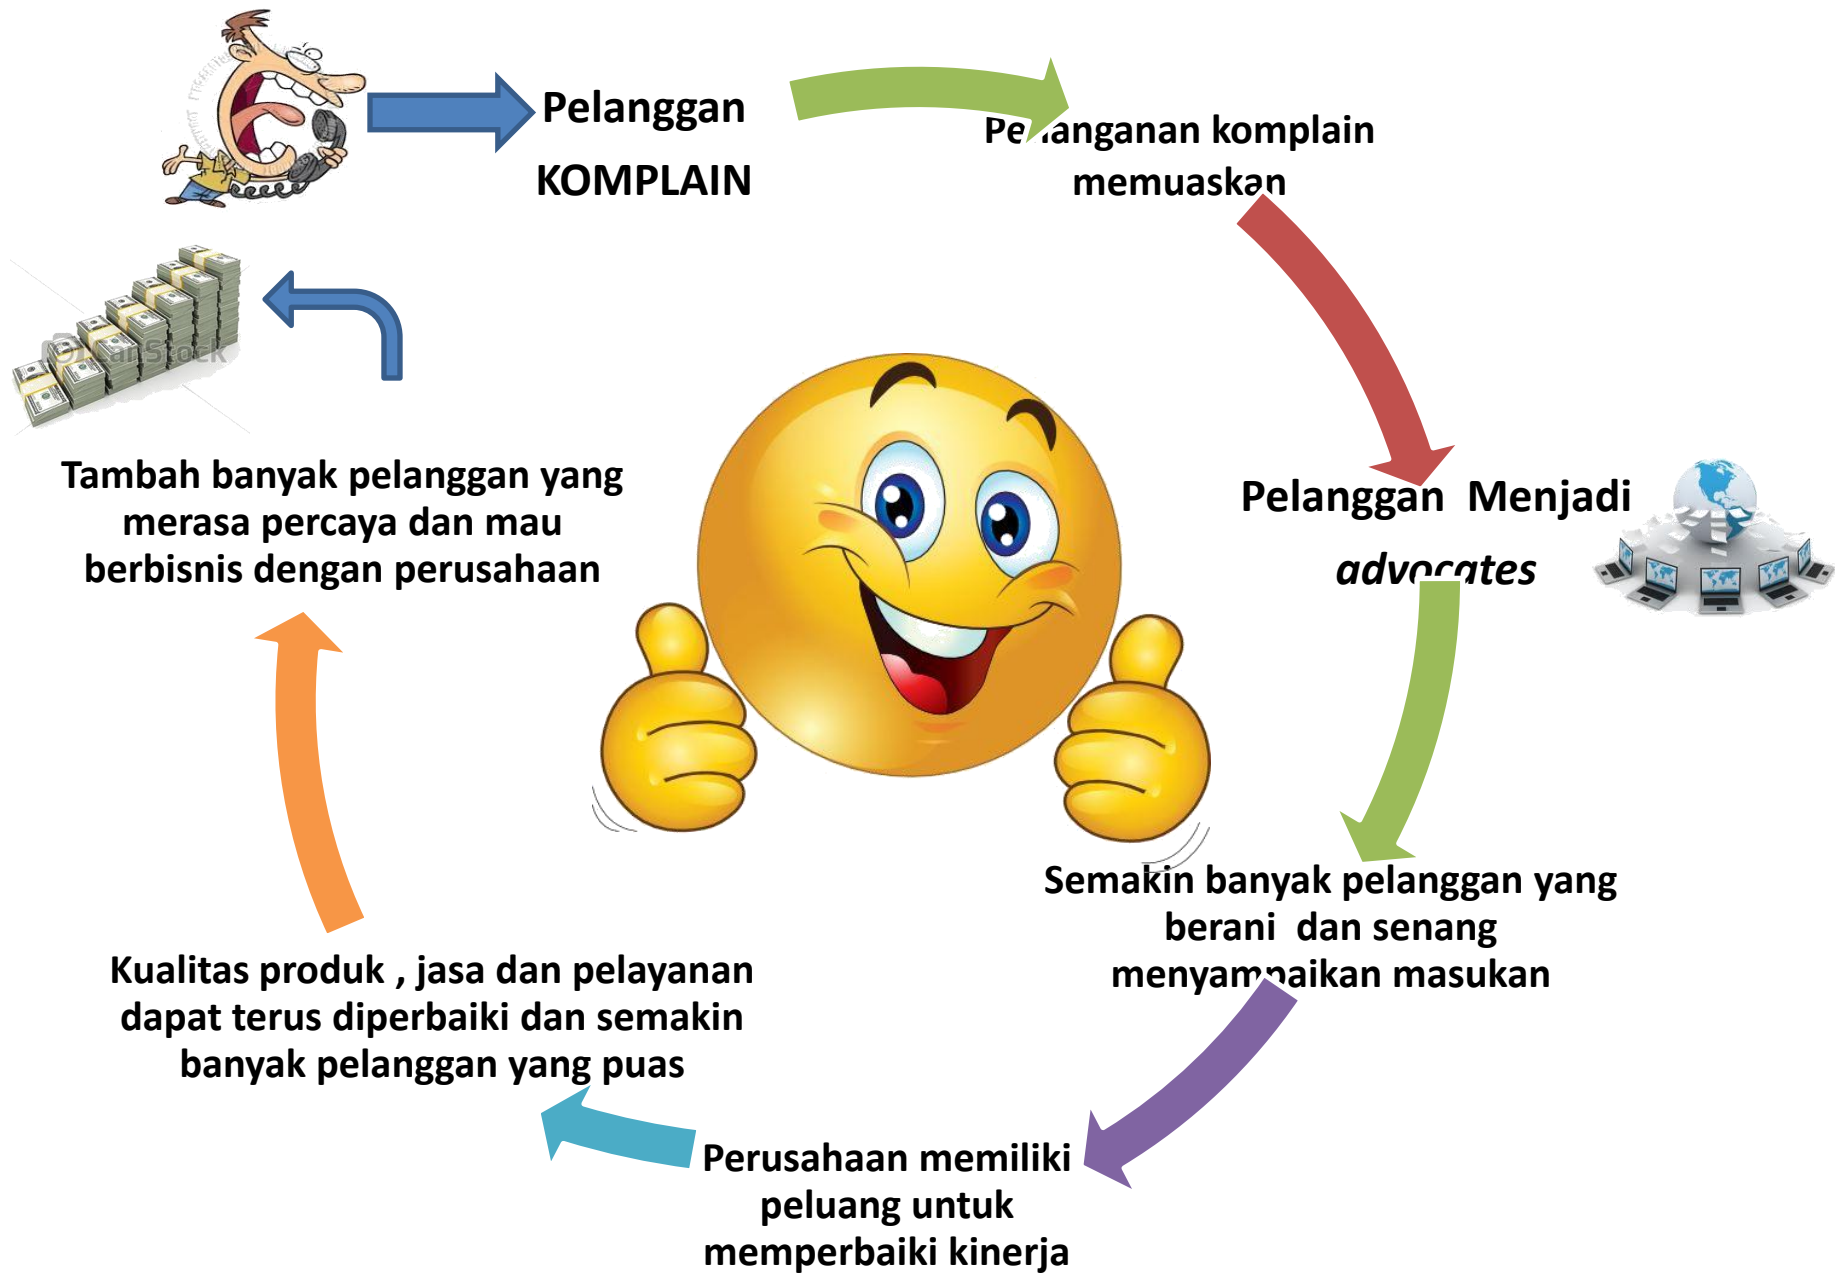 Pelanggan
KOMPLAIN
Penanganan komplain
memuaskan
Pelanggan Menjadi
advocates
Semakin banyak pelanggan yang
berani dan senang
menyampaikan masukan
Perusahaan memiliki
peluang untuk
memperbaiki kinerja
Kualitas produk , jasa dan pelayanan
dapat terus diperbaiki dan semakin
banyak pelanggan yang puas
Tambah banyak pelanggan yang
merasa percaya dan mau
berbisnis dengan perusahaan
CanStock